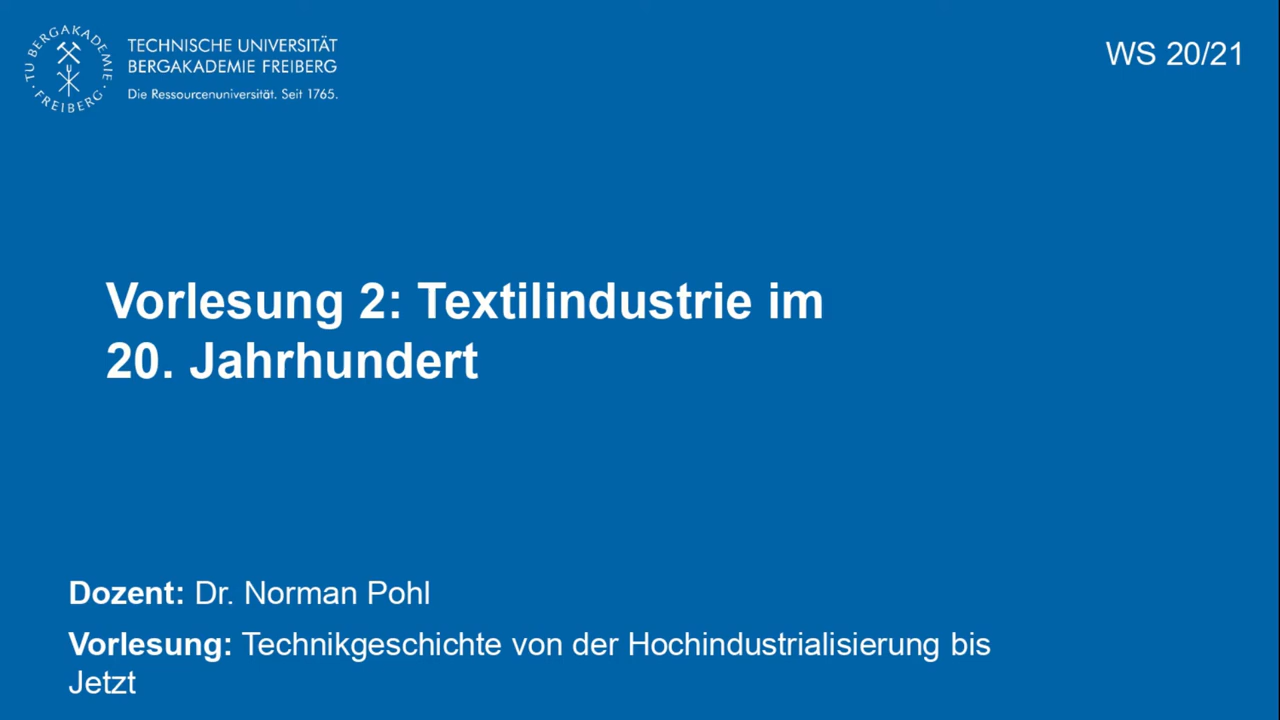 TU BERGAKADEMIE
· FREIBERG ·
TECHNISCHE UNIVERSITÄT
BERGAKADEMIE FREIBERG
Die Ressourcenuniversität. Seit 1765.
WS 20/21
Vorlesung 2: Textilindustrie im
20. Jahrhundert
Dozent: Dr. Norman Pohl
Vorlesung: Technikgeschichte von der Hochindustrialisierung bis
Jetzt